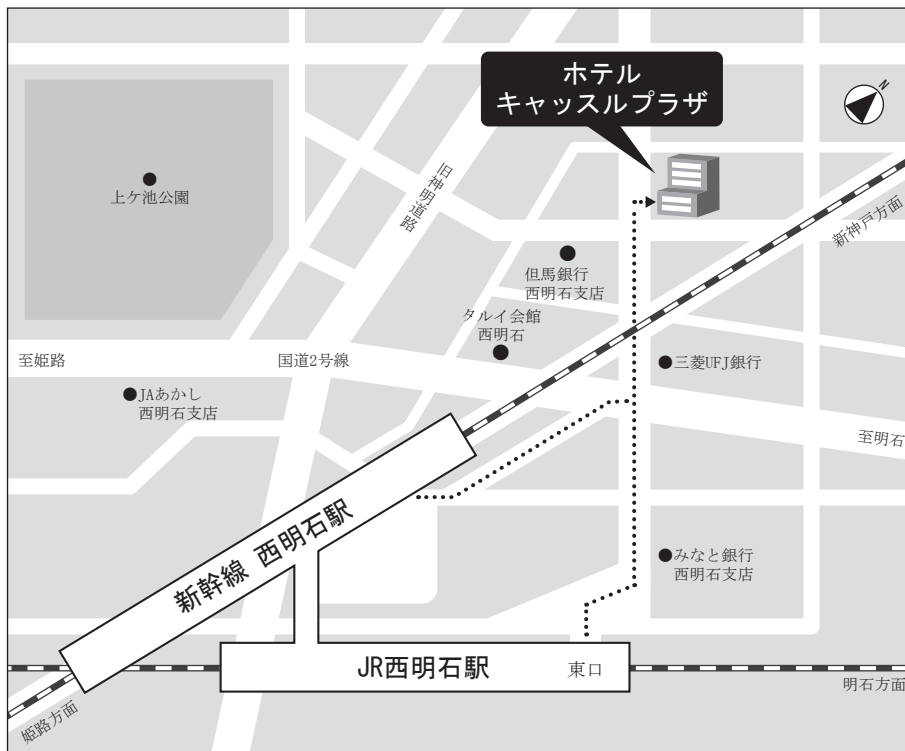 ホテル
キャッスルプラザ
N
上ケ池公園
旧神明道路
新神戸方面
但馬銀行
西明石支店
タルイ会館
西明石
至姫路
国道2号線
三菱UFJ銀行
JAあかし
西明石支店
至明石
新幹線 西明石駅
みなと銀行
西明石支店
JR西明石駅
東口
明石方面
姫路方面